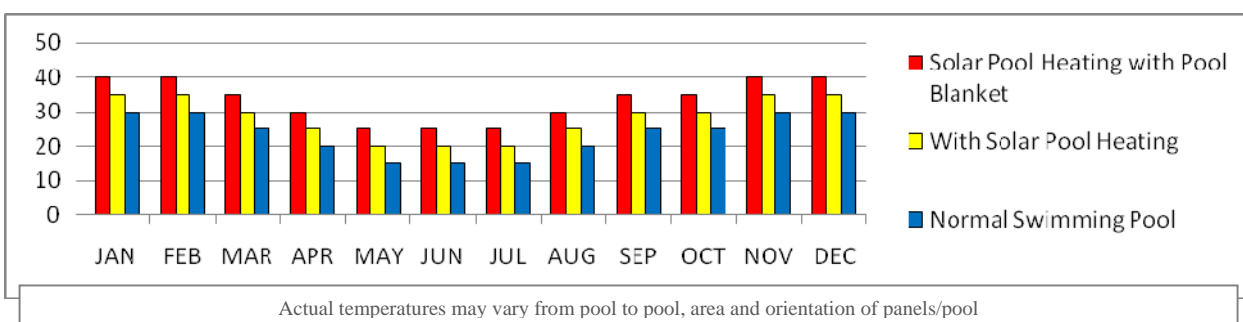 50
40
30
20
10
0
JAN FEB MAR APR MAY JUN JUL AUG SEP OCT NOV DEC
Solar Pool Heating with Pool
Blanket
With Solar Pool Heating
Normal Swimming Pool
Actual temperatures may vary from pool to pool, area and orientation of panels/pool